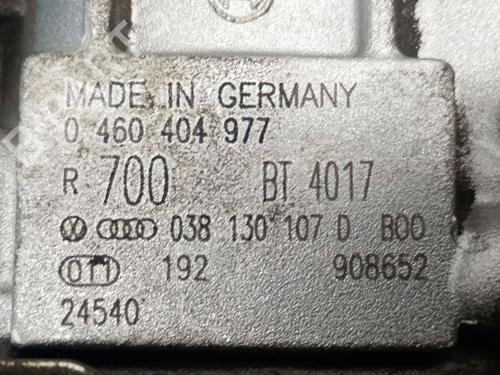 MADE IN GERMANY
0 460 404 977
R 700 BT 4017
038 130 107 D B00
192 908652
24540